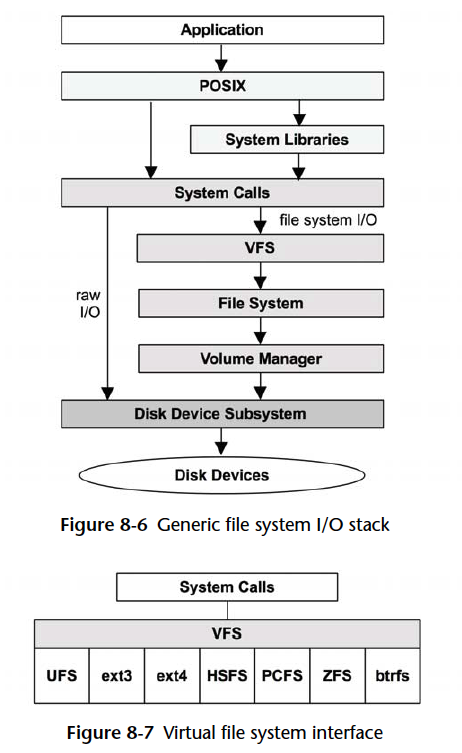 Application
POSIX
System Libraries
System Calls
file system I/O
VFS
raw
I/O
File System
Volume Manager
Disk Device Subsystem
Disk Devices
Figure 8-6 Generic file system I/O stack
System Calls
VFS
UFS ext3 ext4 HSFS PCFS ZFS btrfs
Figure 8-7 Virtual file system interface